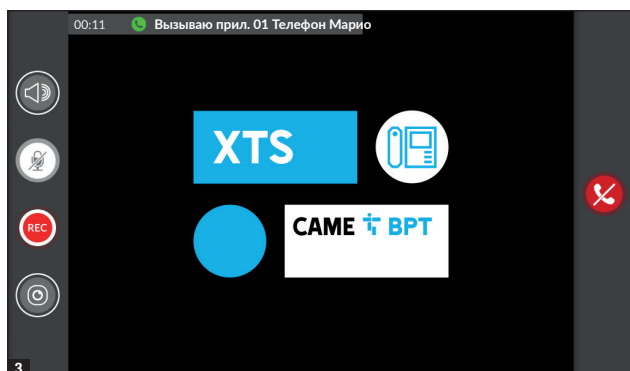 00:11 Вызываю прил. 01 Телефон Марио
XTS
REC
CAME BPT
3